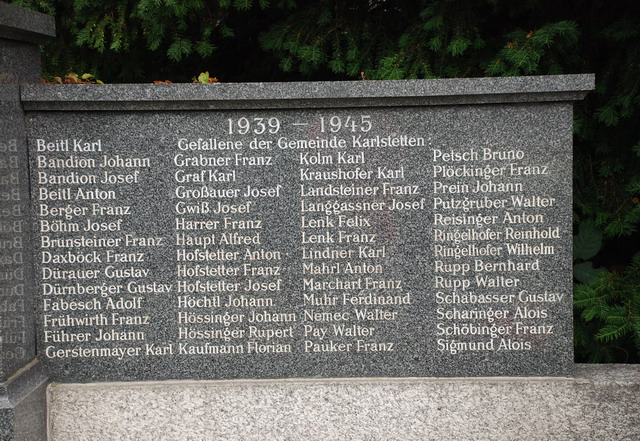 1939 – 1945
Gefallene der Gemeinde Karlstetten:
Beitl Karl
Bandion Johann
Bandion Josef
Beitl Anton
Berger Franz
Böhm Josef
Brunsteiner Franz
Daxböck Franz
Dürauer Gustav
Dürnberger Gustav
Fabesch Adolf
Frühwirth Franz
Führer Johann
Gerstenmayer Karl
Grabner Franz
Graf Karl
Großauer Josef
Gwiß Josef
Harrer Franz
Haupt Alfred
Hofstetter Anton
Hofstetter Franz
Hofstetter Josef
Höchtl Johann
Hössinger Johann
Hössinger Rupert
Kaufmann Florian
Kolm Karl
Kraushofer Karl
Landsteiner Franz
Langgassner Josef
Lenk Felix
Lenk Franz
Lindner Karl
Mahrl Anton
Marchart Franz
Muhr Ferdinand
Nemec Walter
Pay Walter
Pauker Franz
Petsch Bruno
Plöckinger Franz
Prein Johann
Putzgruber Walter
Reisinger Anton
Ringelhofer Reinhold
Ringelhofer Wilhelm
Rupp Bernhard
Rupp Walter
Schabasser Gustav
Scharinger Alois
Schöbinger Franz
Sigmund Alois